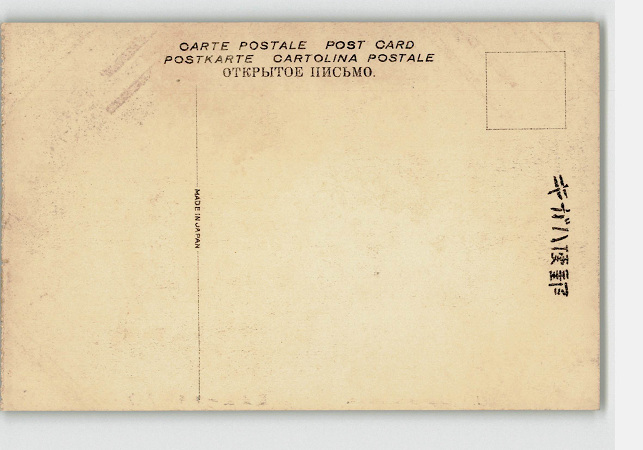 CARTE POSTALE POST CARD
POSTKARTE CARTOLINA POSTALE
ОТКРЫТОЕ ПИСЬМО.
MADE IN JAPAN
郵便ハガキ